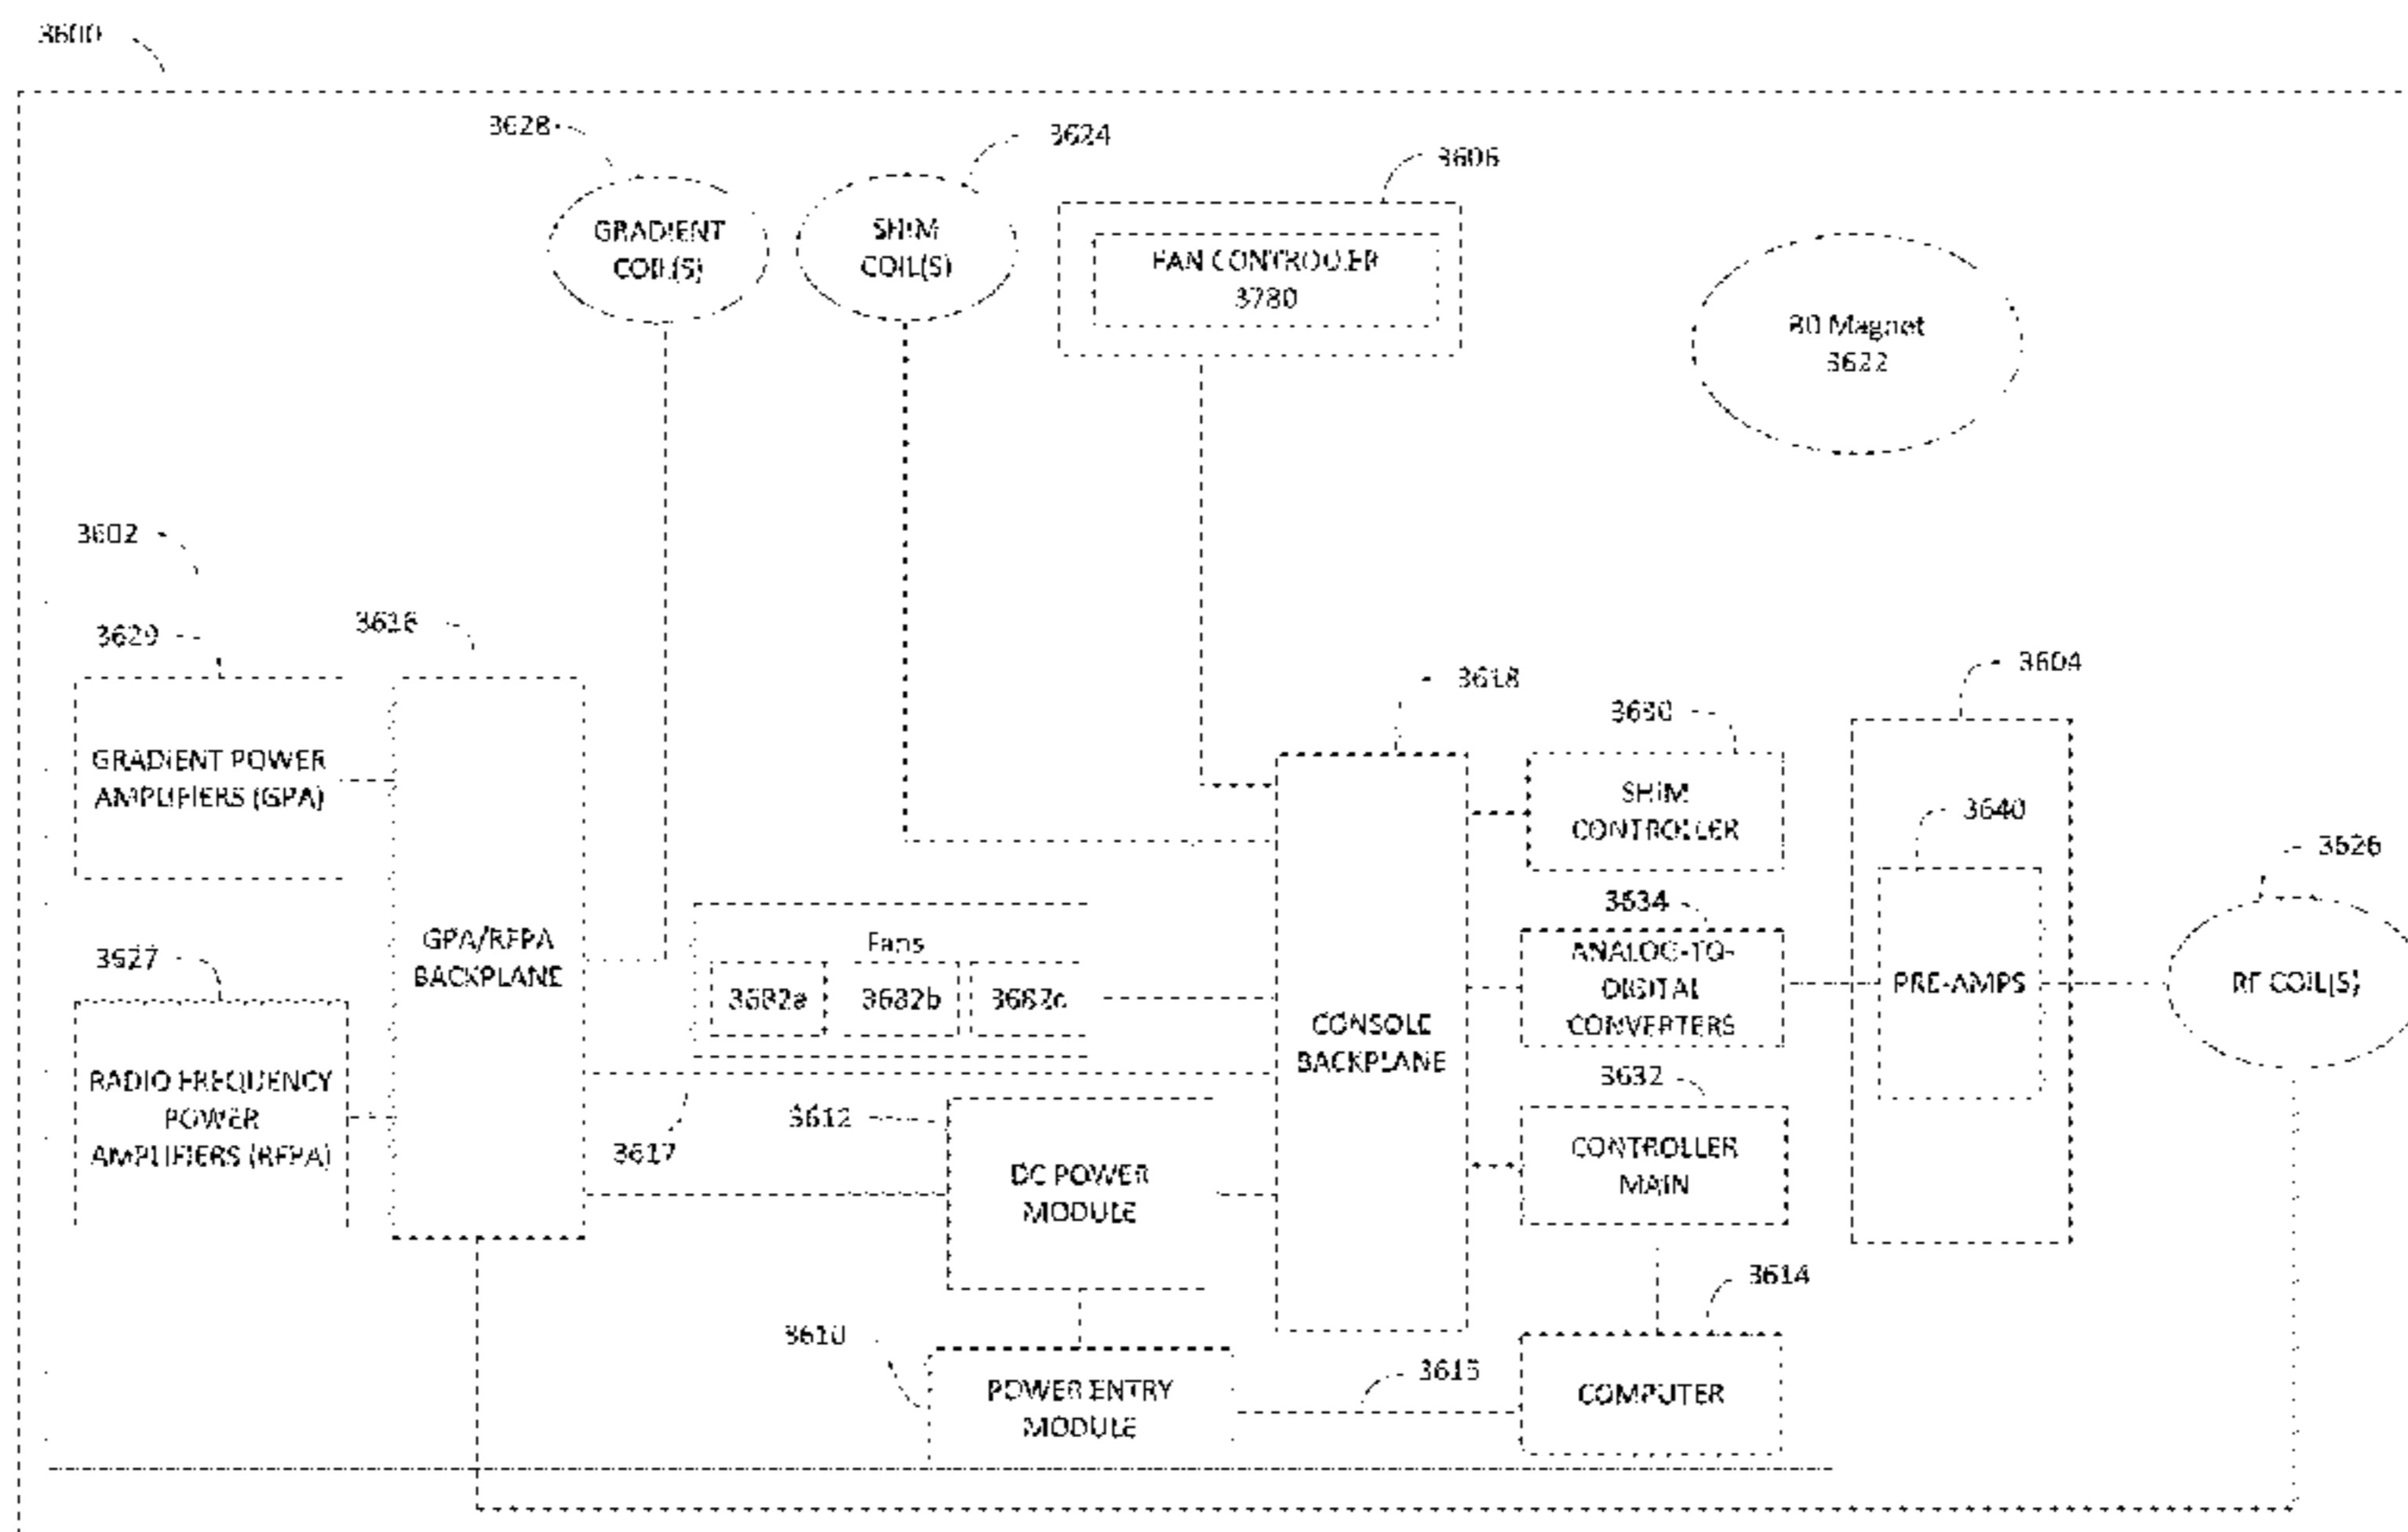 3600
3628
3624
3606
GRADIENT
COIL(S)
SHIM
COIL(S)
FAN CONTROLLER
3780
B0 Magnet
3622
3602
3629
3616
3618
3604
3630
GRADIENT POWER
AMPLIFIERS (GPA)
SHIM
CONTROLLER
3640
3626
3634
GPA/RFPA
BACKPLANE
Fans
3682a
3682b
3682c
3627
ANALOG-TO-
DIGITAL
CONVERTERS
PRE-AMPS
RF COIL(S)
CONSOLE
BACKPLANE
RADIO FREQUENCY
POWER
AMPLIFIERS (RFPA)
3617
3612
3632
DC POWER
MODULE
CONTROLLER
MAIN
3614
3610
3615
POWER ENTRY
MODULE
COMPUTER